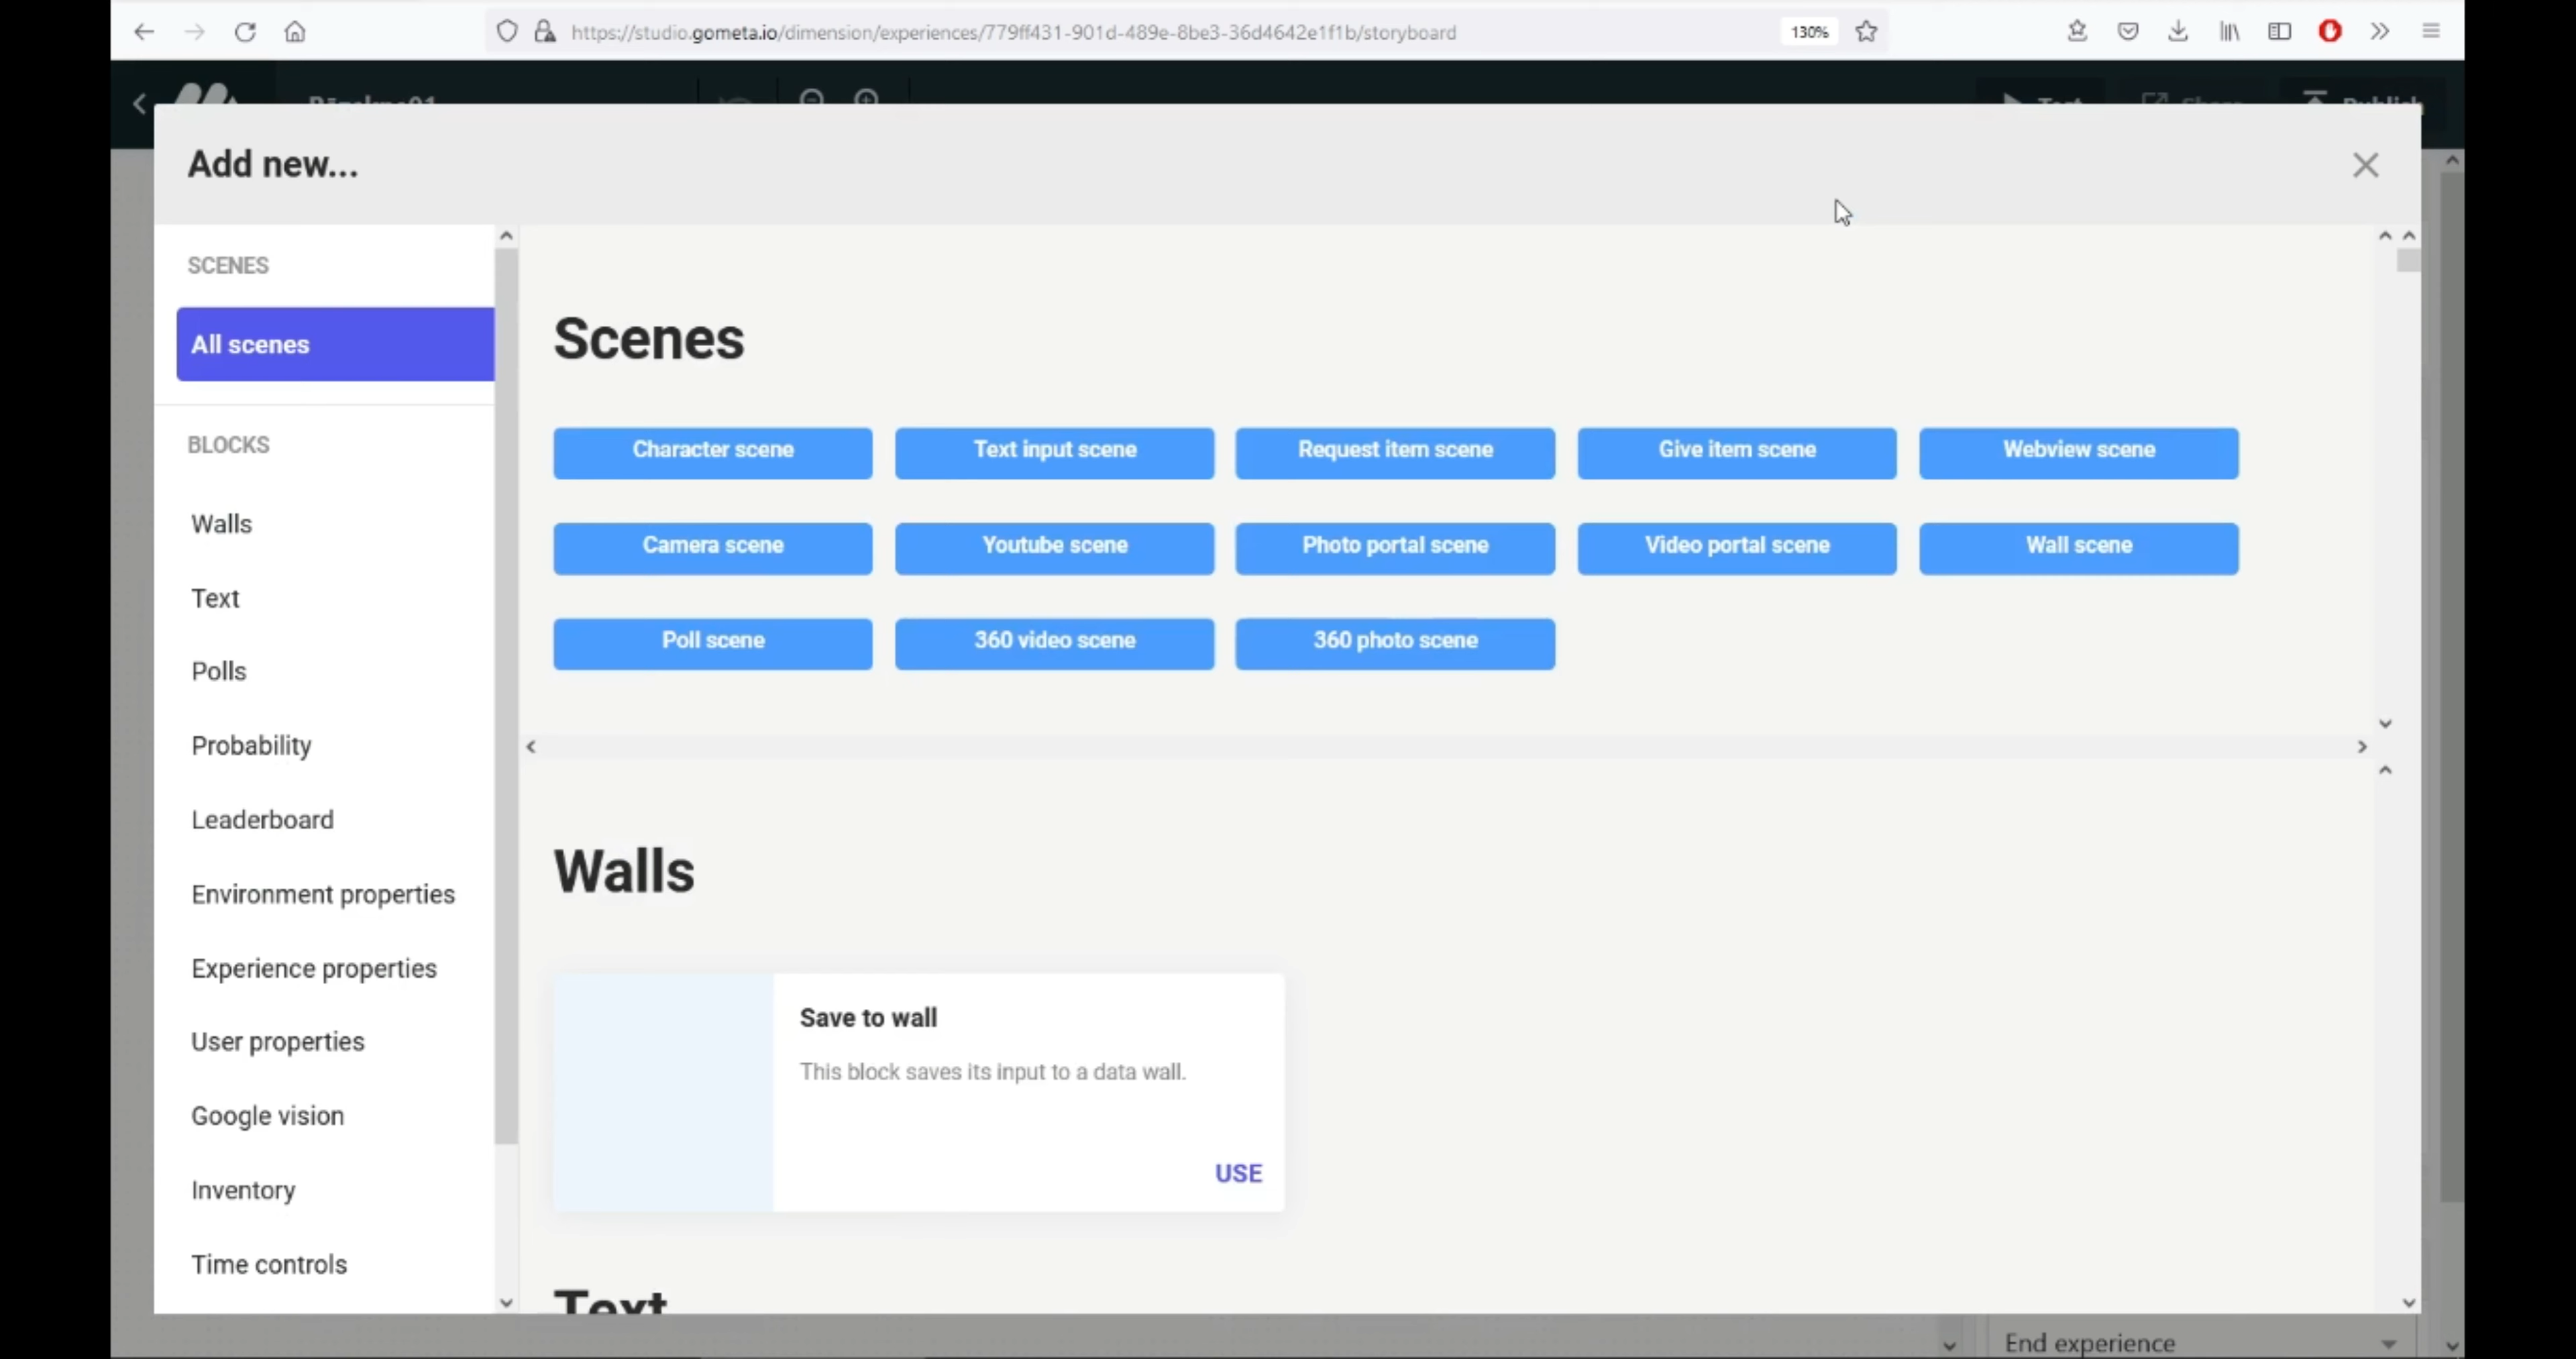 https://studio.gometa.io/dimension/experiences/779ff431-901d-489e-8be3-36d4642e1f1b/storyboard
130%
Test
Share
Publish
Add new...
SCENES
All scenes
BLOCKS
Walls
Text
Polls
Probability
Leaderboard
Environment properties
Experience properties
User properties
Google vision
Inventory
Time controls
Scenes
Character scene
Text input scene
Request item scene
Give item scene
Webview scene
Camera scene
Youtube scene
Photo portal scene
Video portal scene
Wall scene
Poll scene
360 video scene
360 photo scene
Walls
Save to wall
This block saves its input to a data wall.
USE
Text
End experience